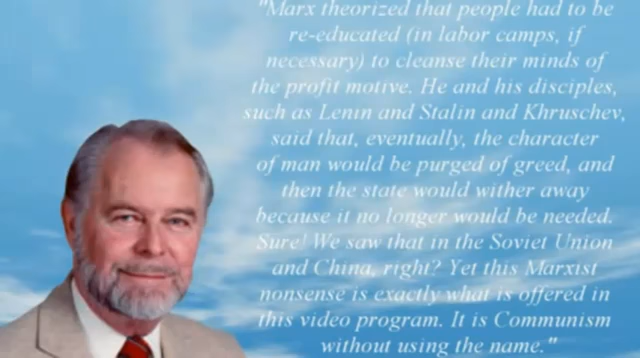 "Marx theorized that people had to be
re-educated (in labor camps, if
necessary) to cleanse their minds of
the profit motive. He and his disciples,
such as Lenin and Stalin and Khruschev,
said that, eventually, the character
of man would be purged of greed, and
then the state would wither away
because it no longer would be needed.
Sure! We saw that in the Soviet Union
and China, right? Yet this Marxist
nonsense is exactly what is offered in
this video program. It is Communism
without using the name."